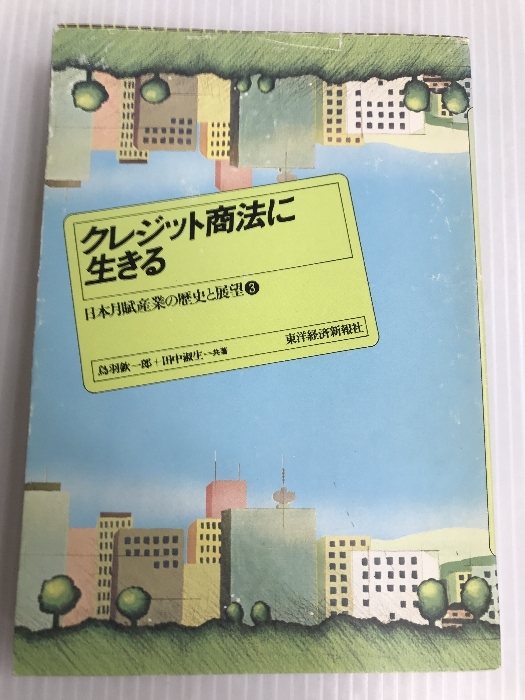 クレジット商法に
生きる
日本月賦産業の歴史と展望❸
鳥羽欽一郎+田中淑生…共著
東洋経済新報社